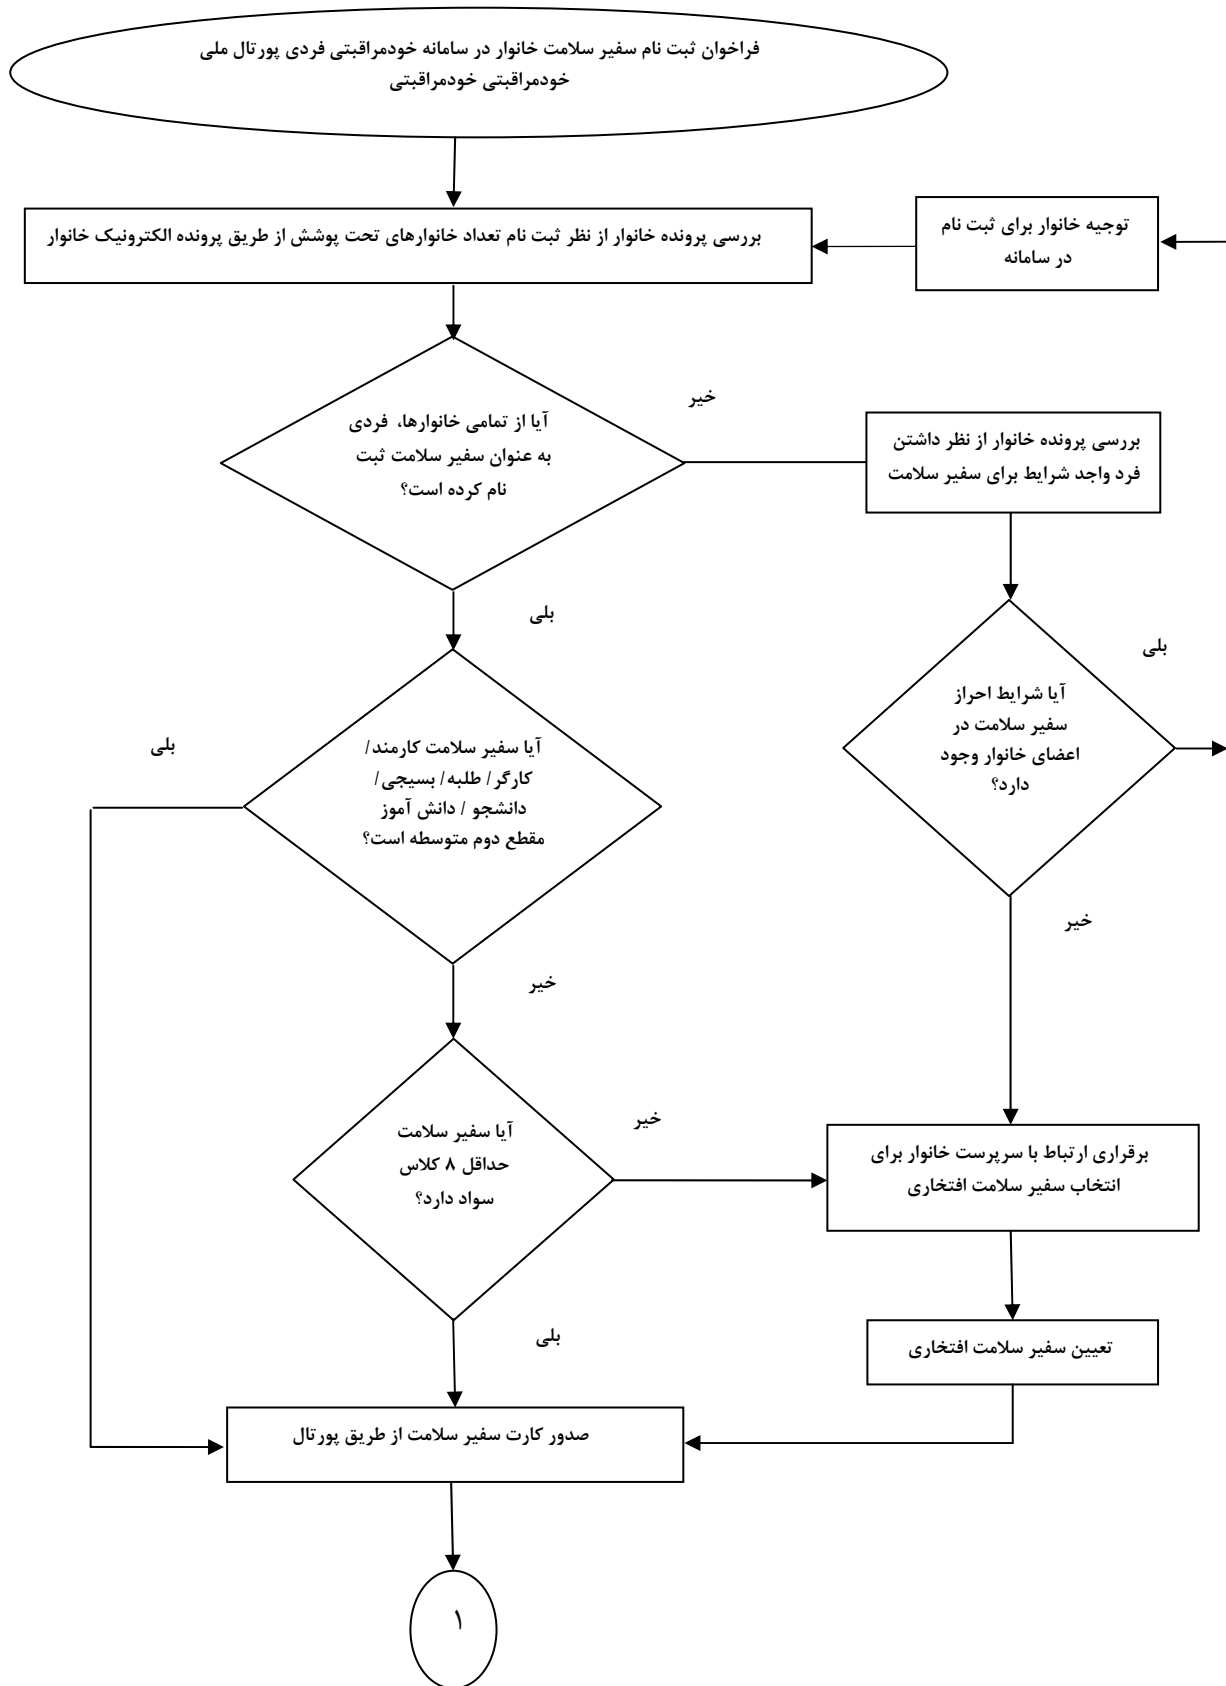 فراخوان ثبت نام سفیر سلامت خانوار در سامانه خودمراقبتی فردی پورتال ملی
خودمراقبتی خودمراقبتی
توجیه خانوار برای ثبت نام
در سامانه
بررسی پرونده خانوار از نظر ثبت نام تعداد خانوارهای تحت پوشش از طریق پرونده الکترونیک خانوار
آیا از تمامی خانوارها، فردی
به عنوان سفیر سلامت ثبت
نام کرده است؟
خیر
بررسی پرونده خانوار از نظر داشتن
فرد واجد شرایط برای سفیر سلامت
بلی
بلی
آیا شرایط احراز
سفیر سلامت در
اعضای خانوار وجود
دارد؟
آیا سفیر سلامت کارمند/
کارگر/ طلبه/ بسیجی/
دانشجو / دانش آموز
مقطع دوم متوسطه است؟
بلی
خیر
خیر
آیا سفیر سلامت
حداقل ۸ کلاس
سواد دارد؟
خیر
برقراری ارتباط با سرپرست خانوار برای
انتخاب سفیر سلامت افتخاری
بلی
تعیین سفیر سلامت افتخاری
صدور کارت سفیر سلامت از طریق پورتال
۱